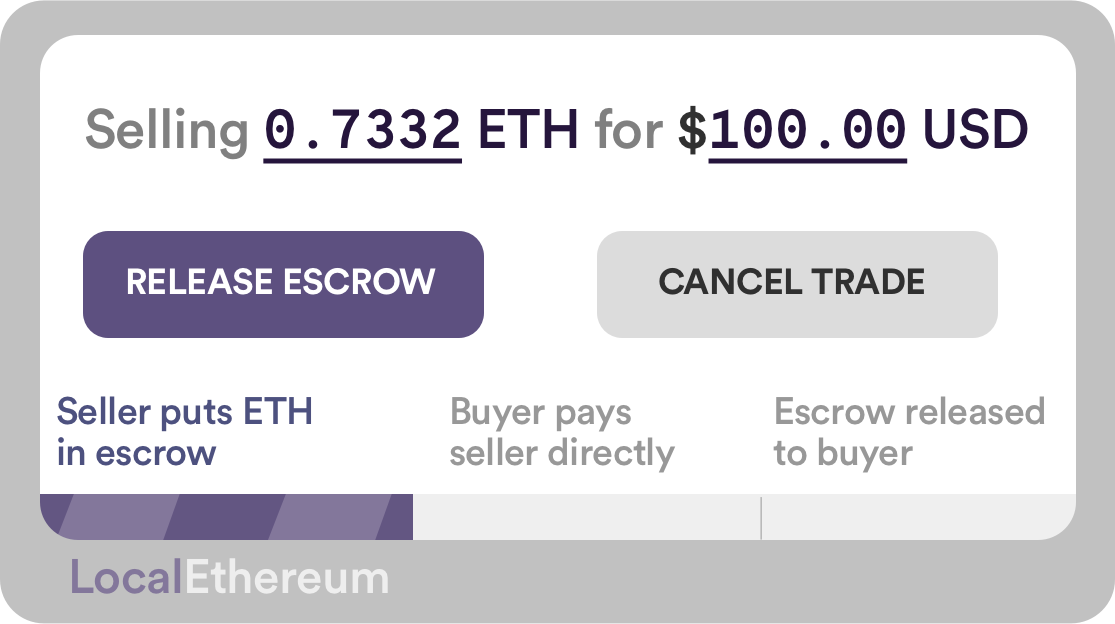 Selling 0.7332 ETH for $100.00 USD
RELEASE ESCROW
CANCEL TRADE
Seller puts ETH
in escrow
Buyer pays
seller directly
Escrow released
to buyer
LocalEthereum